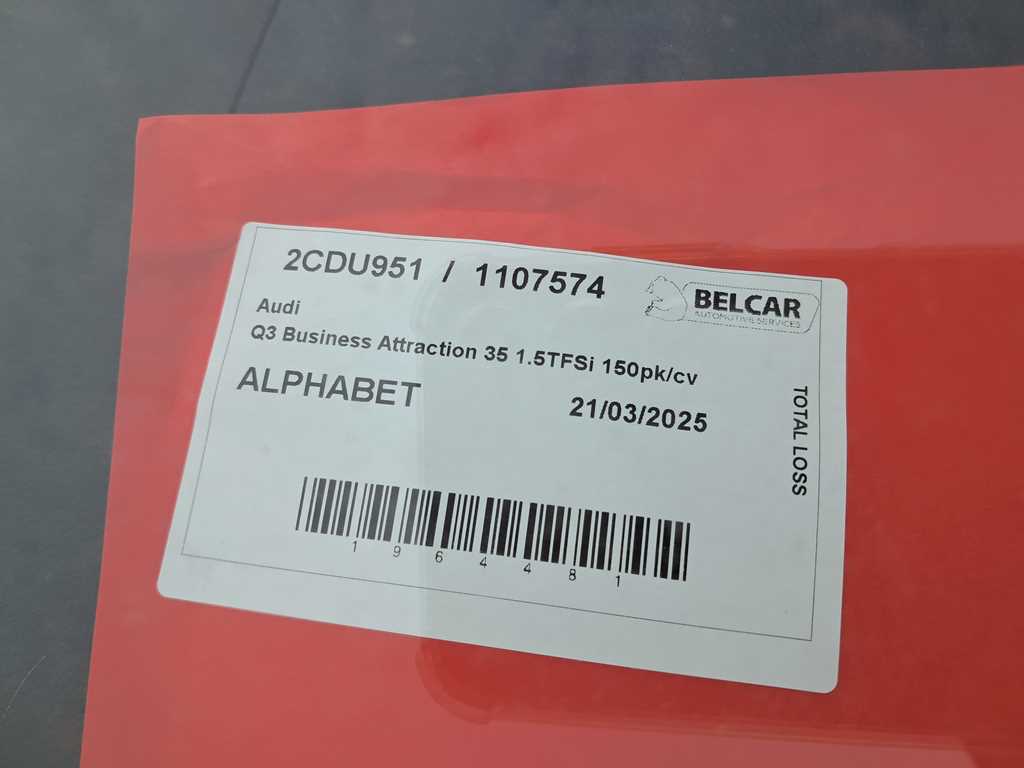 2CDU951 / 1107574
BELCAR
AUTOMOTIVE SERVICES
Audi
Q3 Business Attraction 35 1.5TFSi 150pk/cv
ALPHABET
21/03/2025
TOTAL LOSS
1964481